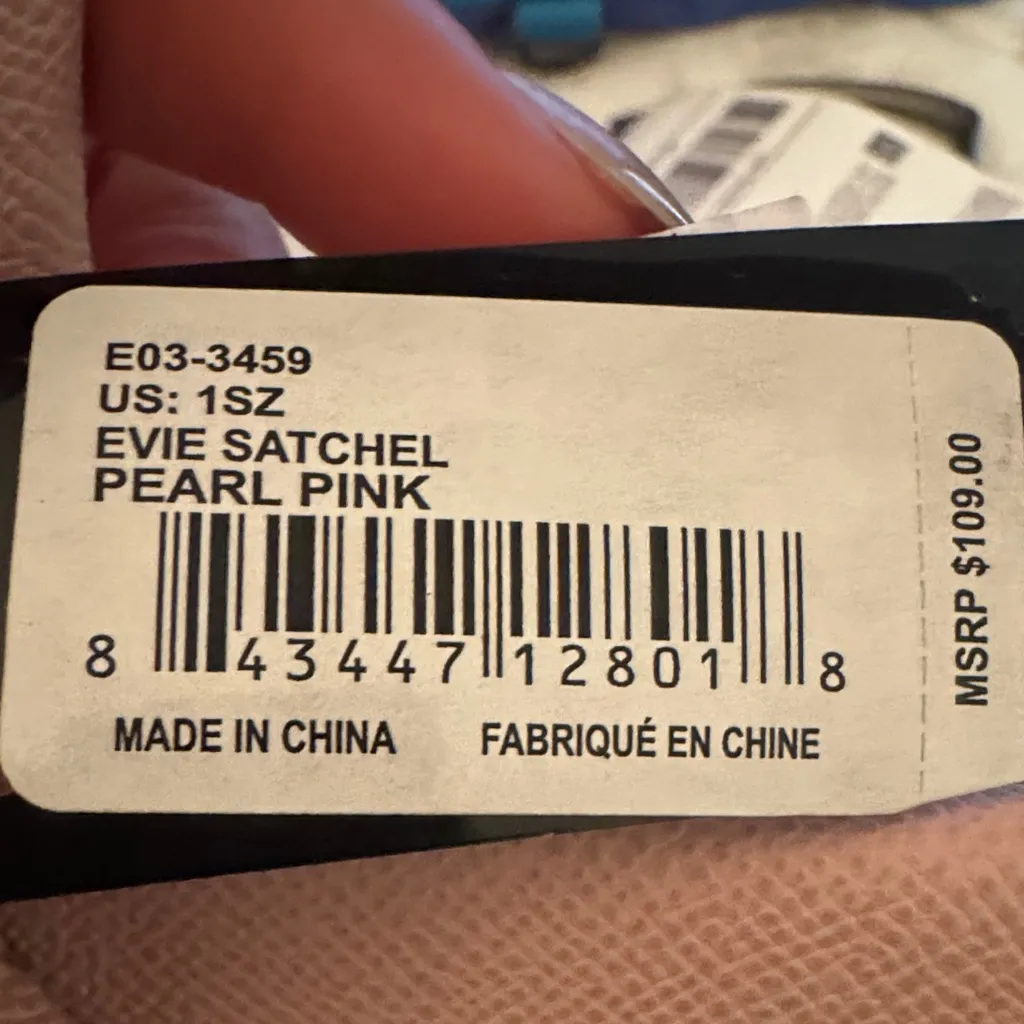 E03-3459
US: 1SZ
EVIE SATCHEL
PEARL PINK
8 43447 12801 8
MADE IN CHINA FABRIQUÉ EN CHINE
MSRP $109.00